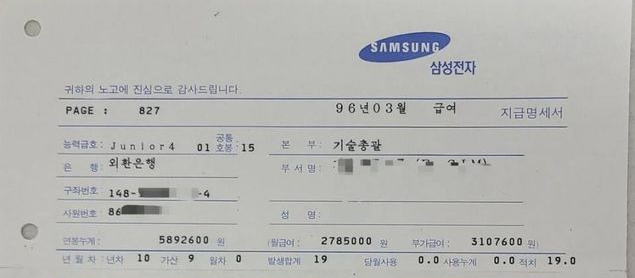 SAMSUNG
삼성전자
귀하의 노고에 진심으로 감사드립니다.
PAGE : 827 96년03월 급여 지급명세서
능력급호: Junior4 01 공통호봉: 15 본 부: 기술총괄
은 행: 외환은행 부서명:
구좌번호: 148- -4
사원번호: 86 성 명:
연봉누계: 5892600 원 (월급여: 2785000 원 부가급여: 3107600 원)
년 월 차: 년차 10 가산 9 월차 0 발생합계 19 당월사용 0.0 사용누계 0.0 적치 19.0